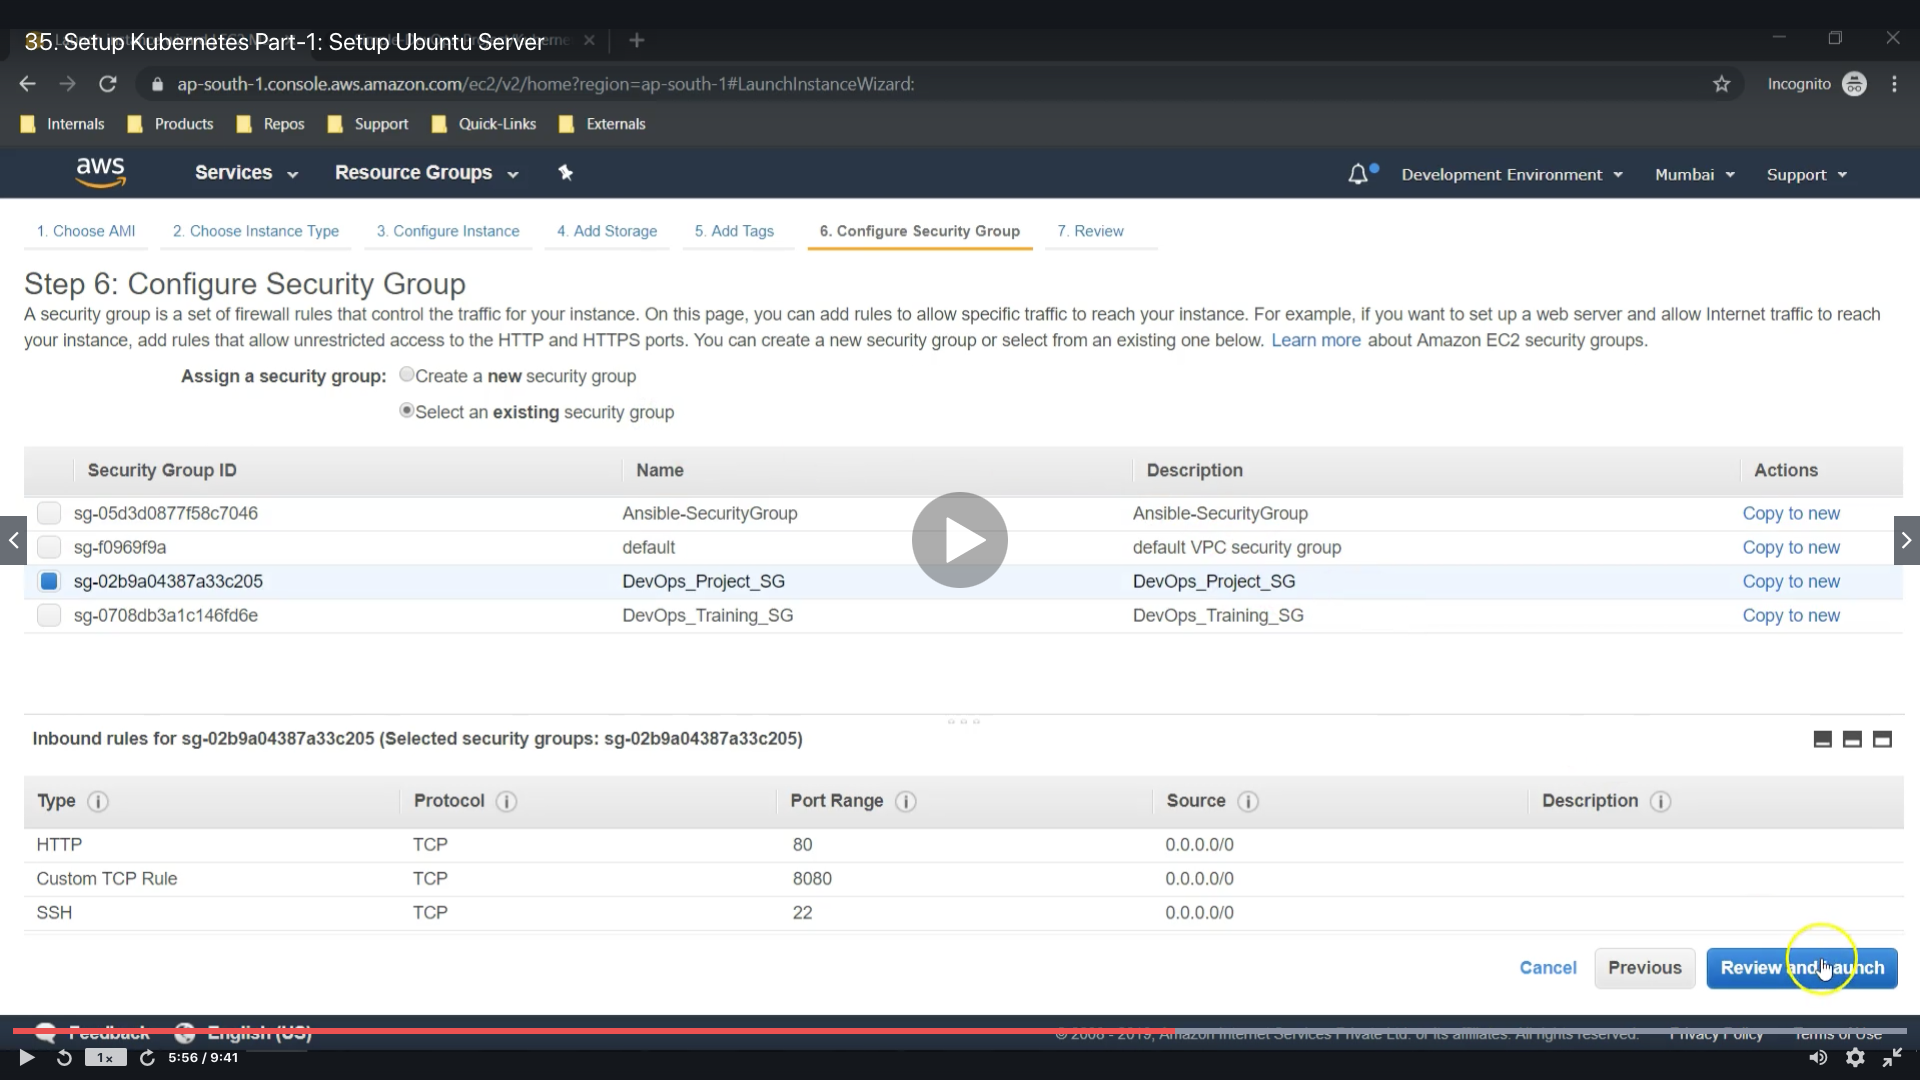 35. Setup Kubernetes Part-1: Setup Ubuntu Server
ap-south-1.console.aws.amazon.com/ec2/v2/home?region=ap-south-1#LaunchInstanceWizard:
Incognito
Internals Products Repos Support Quick-Links Externals
aws Services Resource Groups Development Environment Mumbai Support
1. Choose AMI 2. Choose Instance Type 3. Configure Instance 4. Add Storage 5. Add Tags 6. Configure Security Group 7. Review
Step 6: Configure Security Group
A security group is a set of firewall rules that control the traffic for your instance. On this page, you can add rules to allow specific traffic to reach your instance. For example, if you want to set up a web server and allow Internet traffic to reach
your instance, add rules that allow unrestricted access to the HTTP and HTTPS ports. You can create a new security group or select from an existing one below. Learn more about Amazon EC2 security groups.
Assign a security group: Create a new security group
Select an existing security group
Security Group ID Name Description Actions
sg-05d3d0877f58c7046 Ansible-SecurityGroup Ansible-SecurityGroup Copy to new
sg-f0969f9a default default VPC security group Copy to new
sg-02b9a04387a33c205 DevOps_Project_SG DevOps_Project_SG Copy to new
sg-0708db3a1c146fd6e DevOps_Training_SG DevOps_Training_SG Copy to new
Inbound rules for sg-02b9a04387a33c205 (Selected security groups: sg-02b9a04387a33c205)
Type Protocol Port Range Source Description
HTTP TCP 80 0.0.0.0/0
Custom TCP Rule TCP 8080 0.0.0.0/0
SSH TCP 22 0.0.0.0/0
Cancel Previous Review and Launch
Feedback English (US) © 2008 - 2019, Amazon Internet Services Private Ltd. or its affiliates. All rights reserved. Privacy Policy Terms of Use
1x 5:56 / 9:41